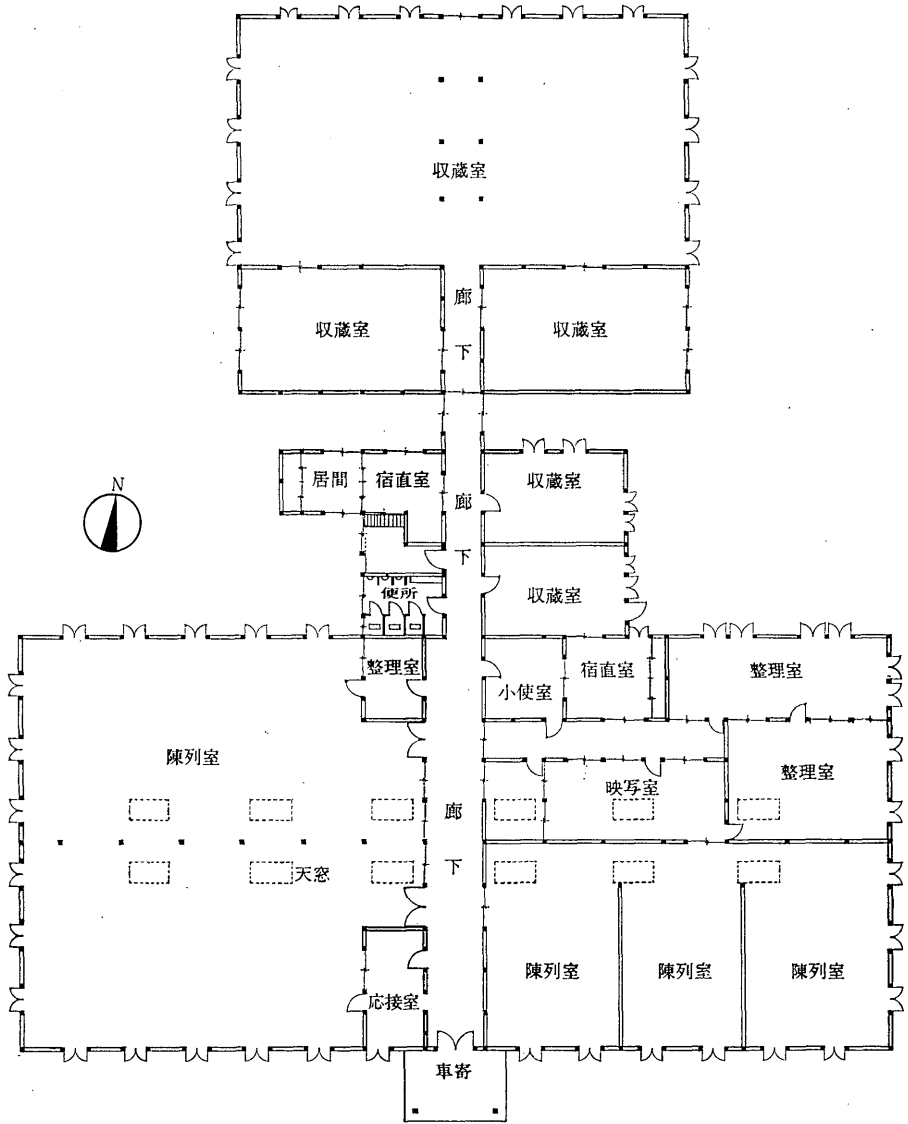 収蔵室
収蔵室
廊下
収蔵室
N
居間
宿直室
廊下
収蔵室
収蔵室
便所
整理室
小使室
宿直室
整理室
陳列室
廊下
映写室
整理室
天窓
応接室
陳列室
陳列室
陳列室
車寄